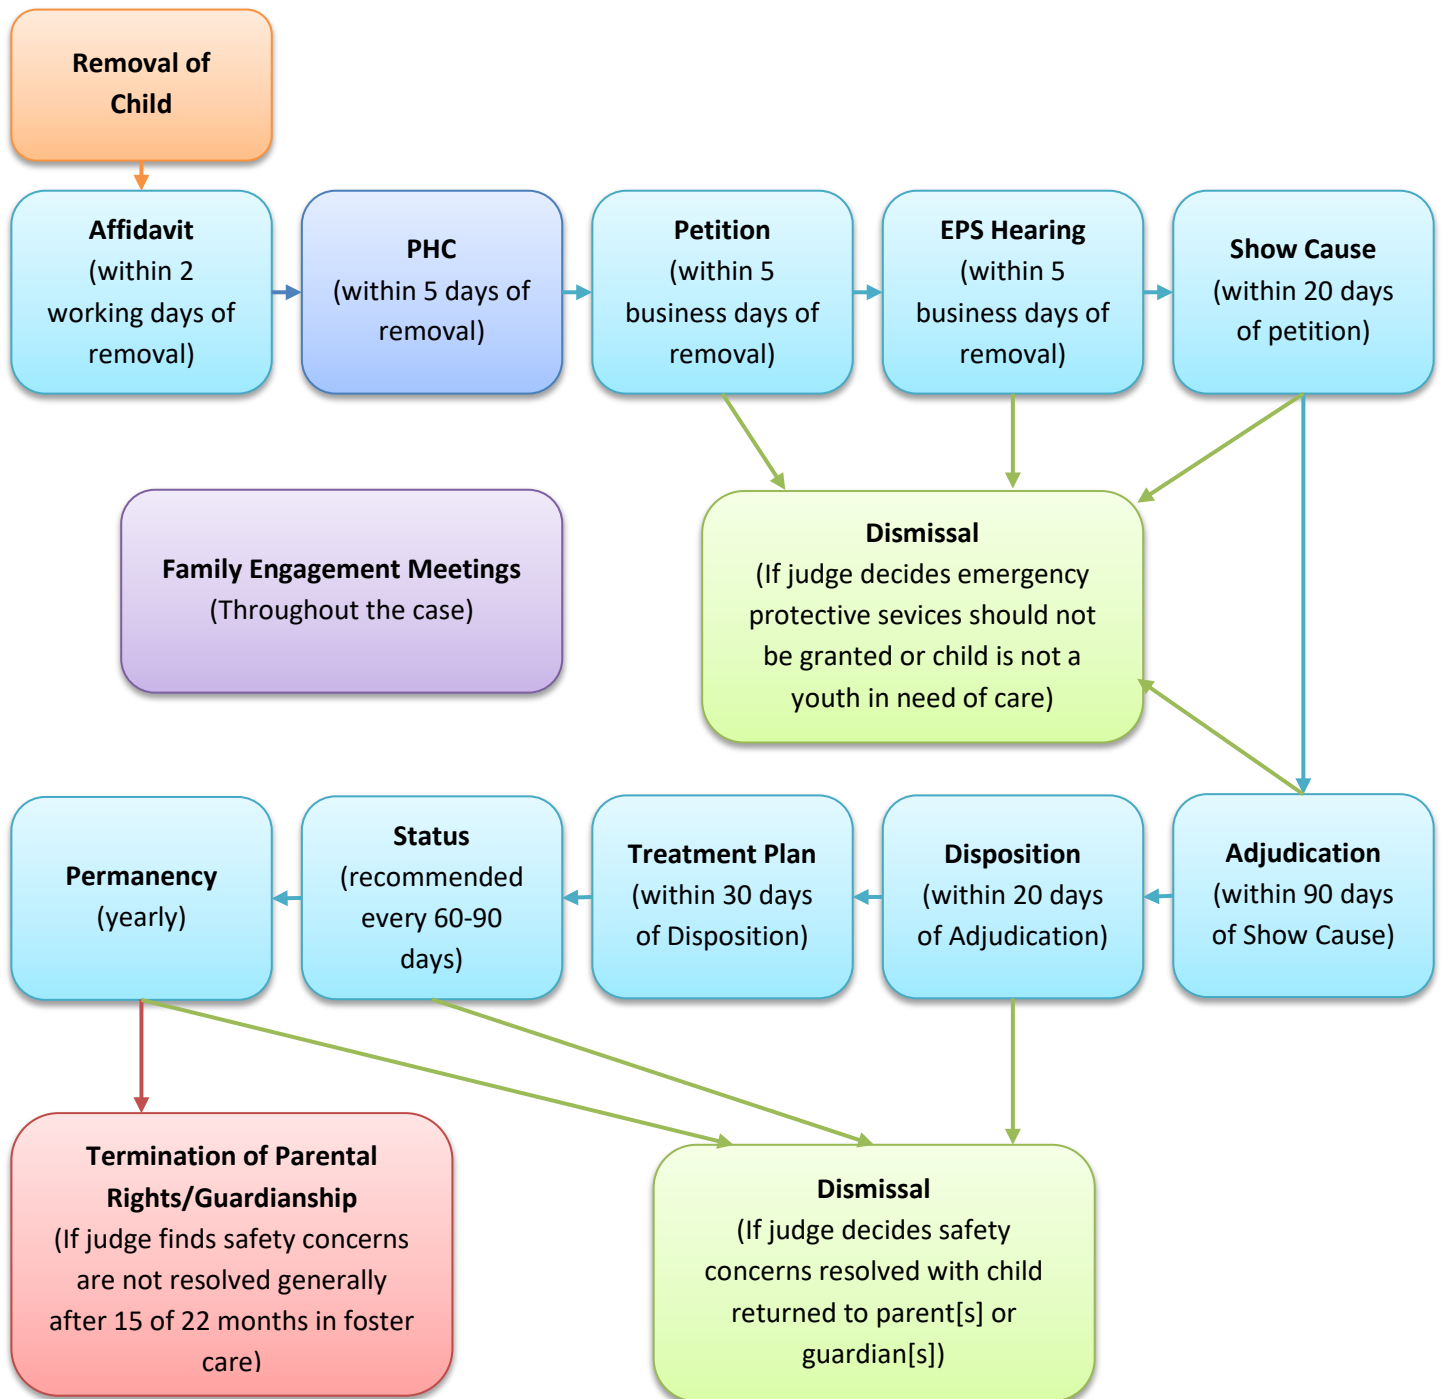 Removal of
Child
Affidavit
(within 2
working days of
removal)
PHC
(within 5 days of
removal)
Petition
(within 5
business days of
removal)
EPS Hearing
(within 5
business days of
removal)
Show Cause
(within 20 days
of petition)
Family Engagement Meetings
(Throughout the case)
Dismissal
(If judge decides emergency
protective sevices should not
be granted or child is not a
youth in need of care)
Permanency
(yearly)
Status
(recommended
every 60-90
days)
Treatment Plan
(within 30 days
of Disposition)
Disposition
(within 20 days
of Adjudication)
Adjudication
(within 90 days
of Show Cause)
Termination of Parental
Rights/Guardianship
(If judge finds safety concerns
are not resolved generally
after 15 of 22 months in foster
care)
Dismissal
(If judge decides safety
concerns resolved with child
returned to parent[s] or
guardian[s])